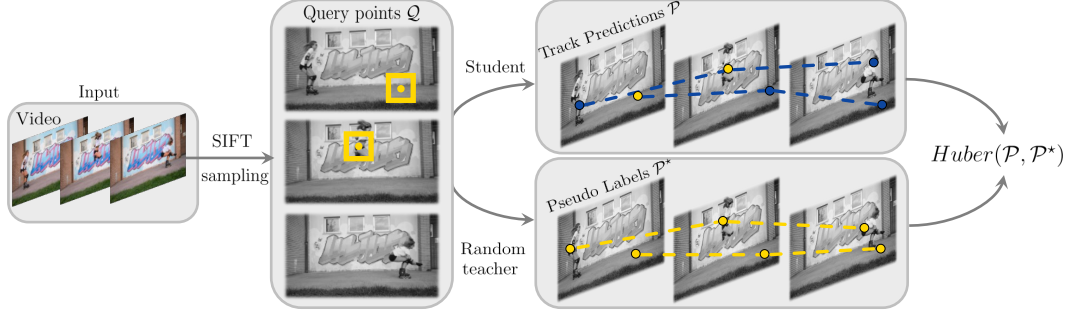 Input
Video
SIFT
sampling
Query points 𝒬
Student
Random
teacher
Track Predictions 𝒫
Pseudo Labels 𝒫⋆
Huber(𝒫, 𝒫⋆)